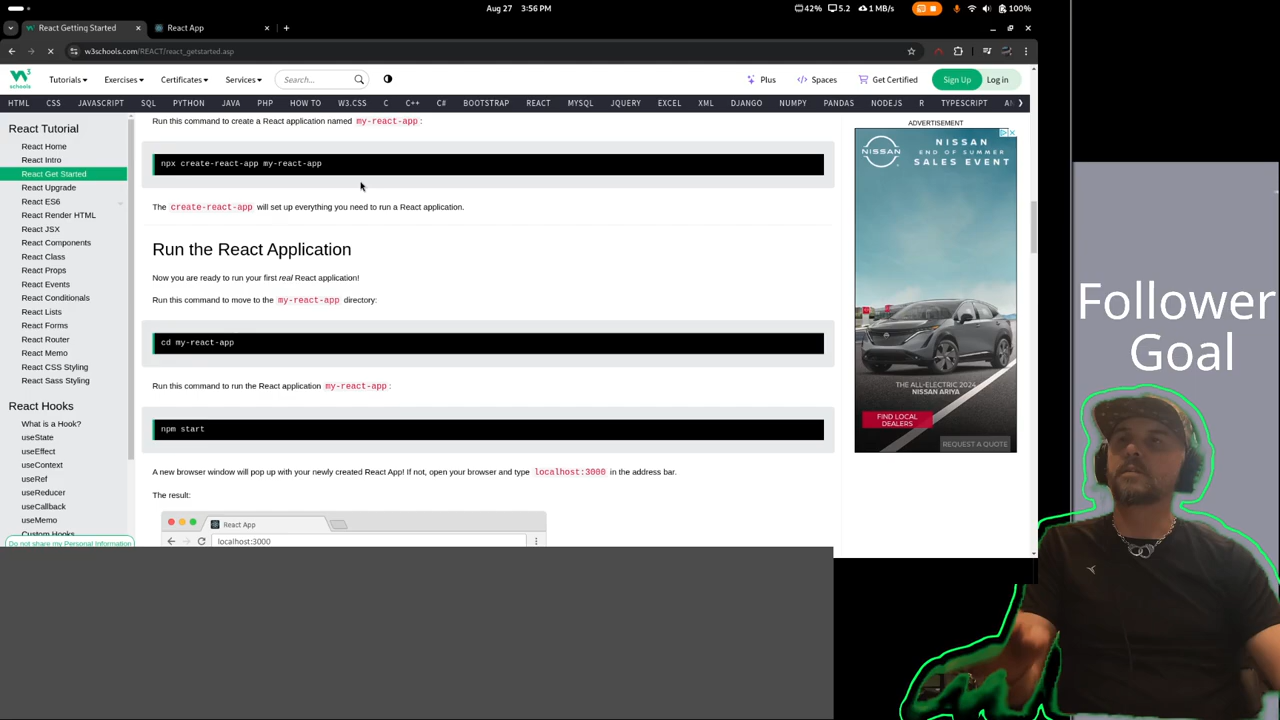 Aug 27 3:56 PM
42% 5.2 1 MB/s 100%
React Getting Started
React App
w3schools.com/REACT/react_getstarted.asp
w3schools Tutorials Exercises Certificates Services Search... Plus Spaces Get Certified Sign Up Log in
HTML CSS JAVASCRIPT SQL PYTHON JAVA PHP HOW TO W3.CSS C C++ C# BOOTSTRAP REACT MYSQL JQUERY EXCEL XML DJANGO NUMPY PANDAS NODEJS R TYPESCRIPT
React Tutorial
React Home
React Intro
React Get Started
React Upgrade
React ES6
React Render HTML
React JSX
React Components
React Class
React Props
React Events
React Conditionals
React Lists
React Forms
React Router
React Memo
React CSS Styling
React Sass Styling
React Hooks
What is a Hook?
useState
useEffect
useContext
useRef
useReducer
useCallback
useMemo
Custom Hooks
Do not share my Personal Information
Run this command to create a React application named my-react-app:
npx create-react-app my-react-app
The create-react-app will set up everything you need to run a React application.
Run the React Application
Now you are ready to run your first real React application!
Run this command to move to the my-react-app directory:
cd my-react-app
Run this command to run the React application my-react-app:
npm start
A new browser window will pop up with your newly created React App! If not, open your browser and type localhost:3000 in the address bar.
The result:
React App
localhost:3000
ADVERTISEMENT
NISSAN
NISSAN
END OF SUMMER
SALES EVENT
THE ALL-ELECTRIC 2024
NISSAN ARIYA
FIND LOCAL
DEALERS
REQUEST A QUOTE
Follower
Goal